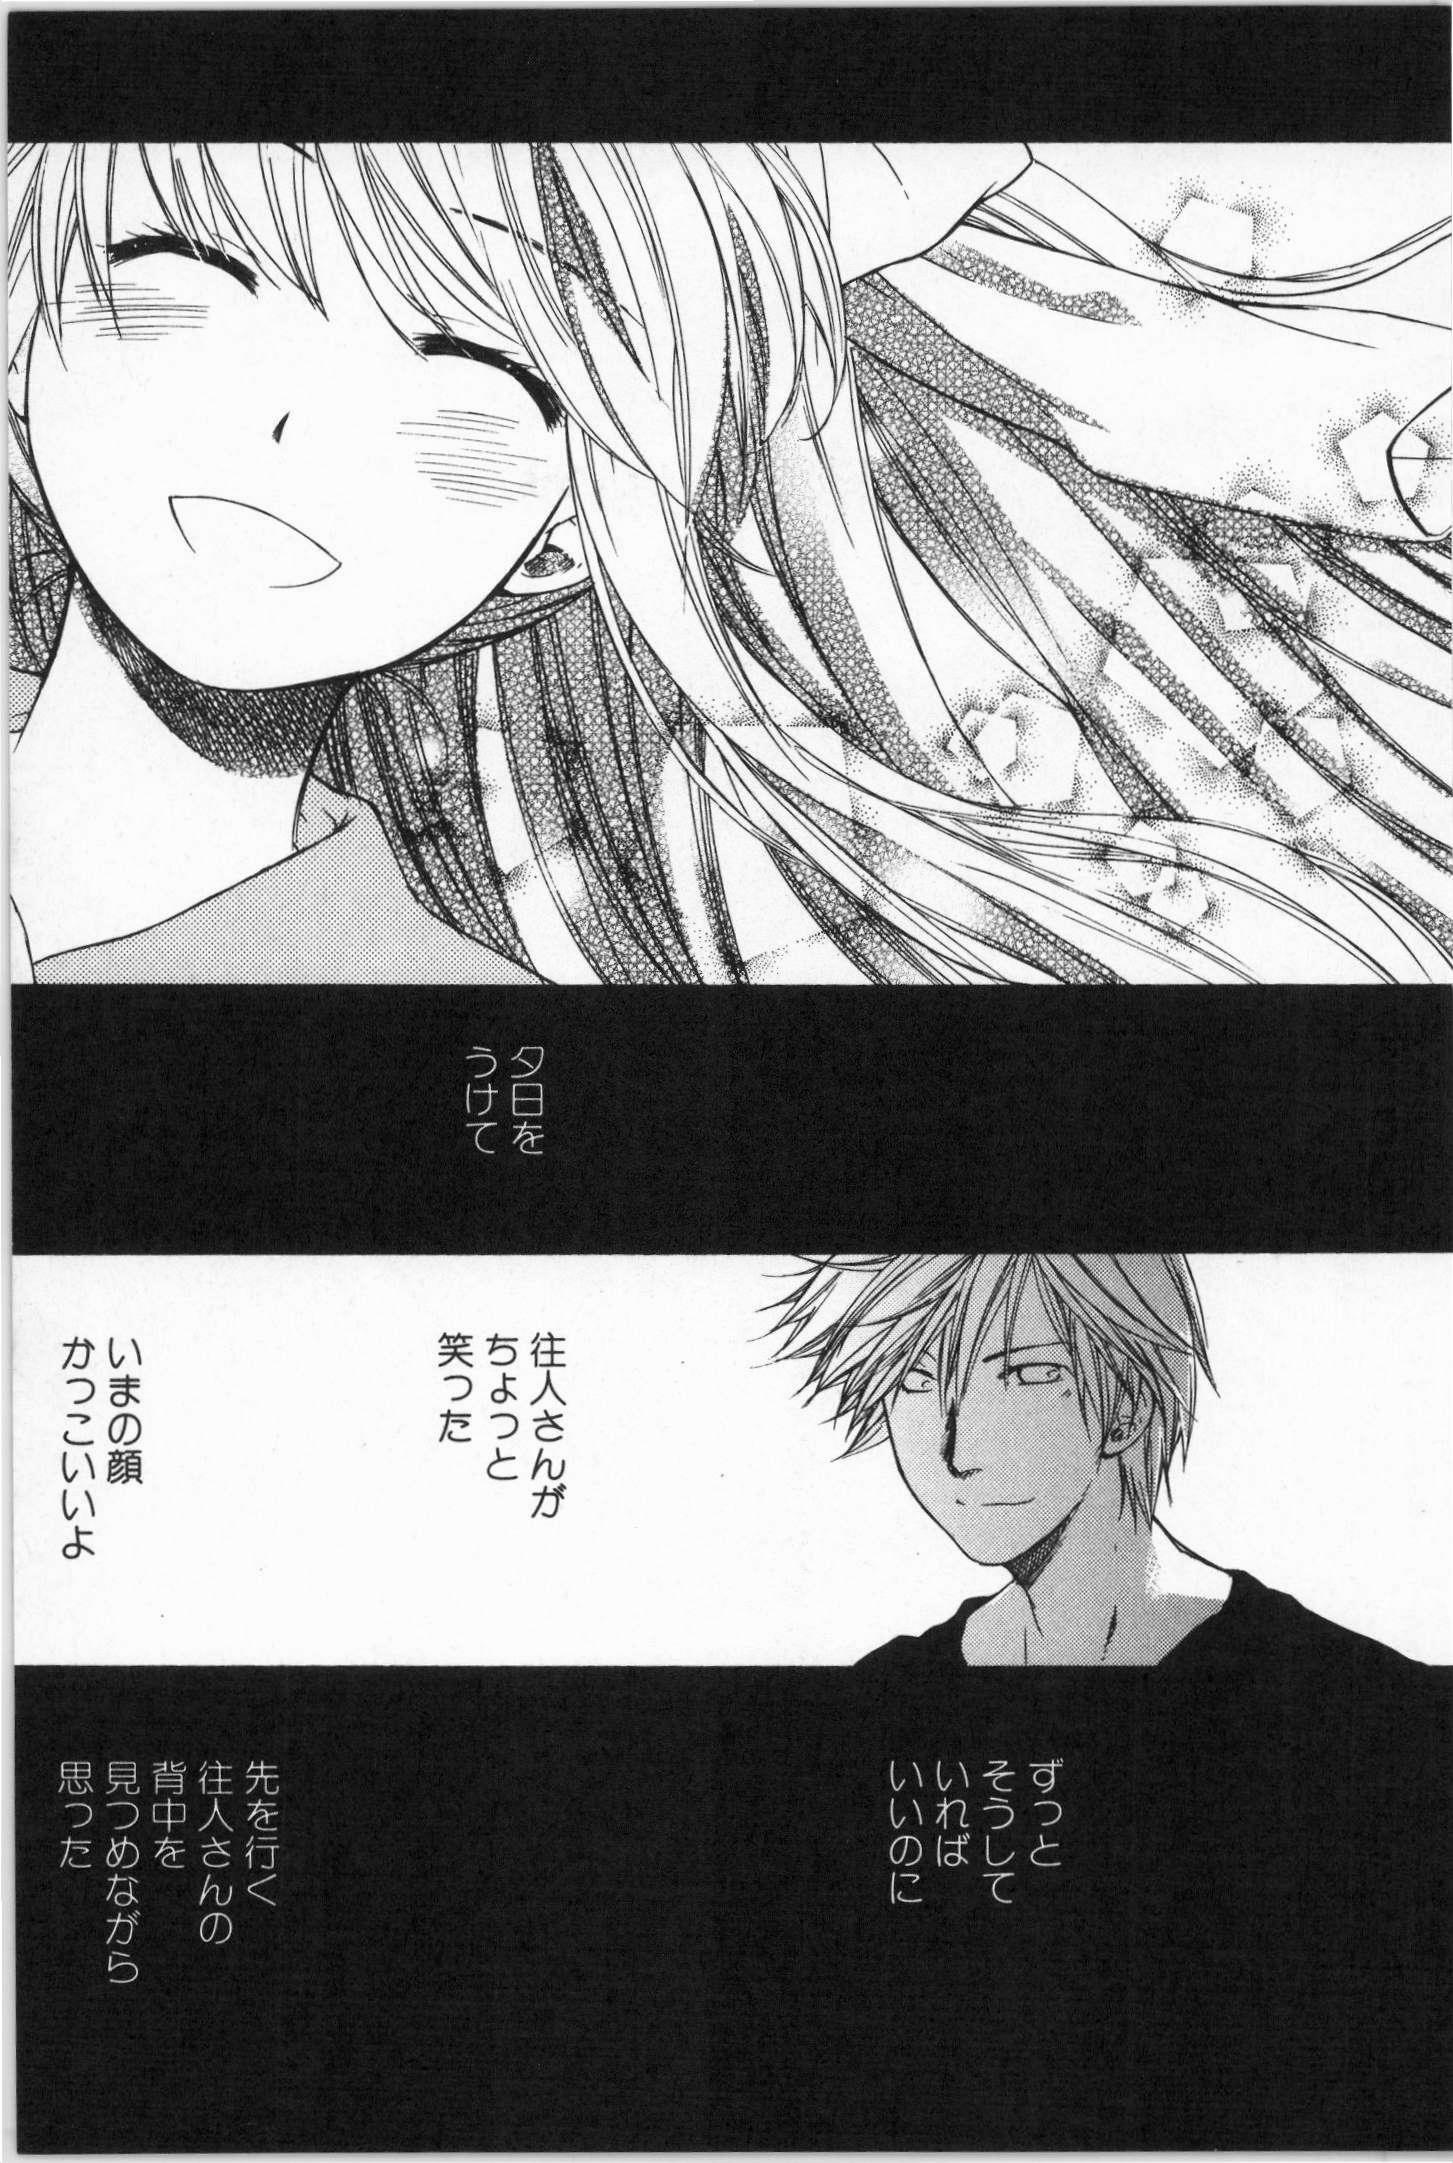 夕日を
うけて
往人さんが
ちょっと
笑った
いまの顔
かっこいいよ
ずっと
そうして
いれば
いいのに
先を行く
往人さんの
背中を
見つめながら
思った